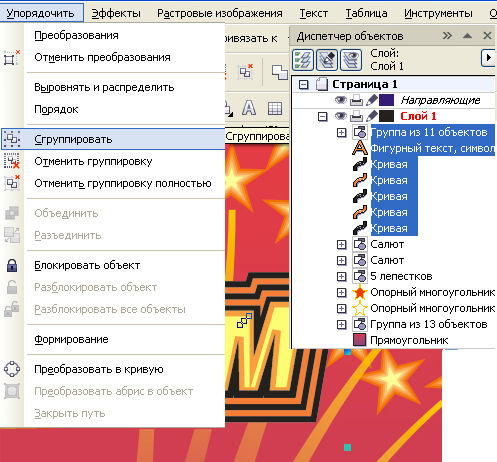 Упорядочить Эффекты Растровые изображения Текст Таблица Инструменты О
Преобразования
Отменить преобразования
Выровнять и распределить
Порядок
Сгруппировать
Отменить группировку
Отменить группировку полностью
Объединить
Разъединить
Блокировать объект
Разблокировать объект
Разблокировать все объекты
Формирование
Преобразовать в кривую
Преобразовать абрис в объект
Закрыть путь
ривязать к
Сгруппирова
М
Диспетчер объектов
Слой:
Слой 1
Страница 1
Направляющие
Слой 1
Группа из 11 объектов
Фигурный текст, символ
Кривая
Кривая
Кривая
Кривая
Кривая
Салют
Салют
5 лепестков
Опорный многоугольник
Опорный многоугольник
Группа из 13 объектов
Прямоугольник